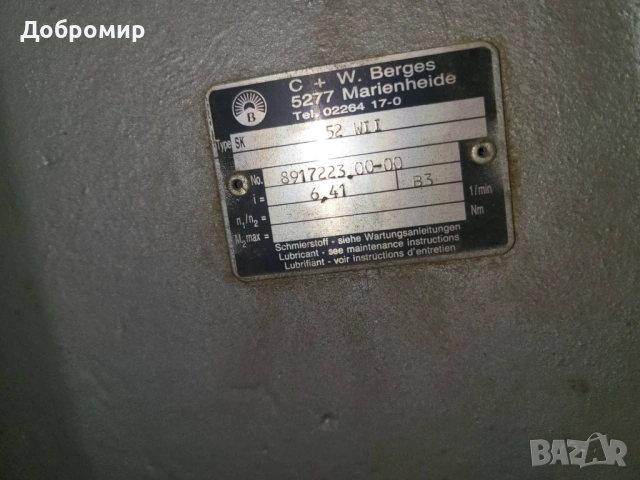 Добромир
C + W. Berges
5277 Marienheide
Tel. 02264 17-0
B
Type SK 52 WII
No. 8917223.00-00
i = 6,41 B3
n₁/n₂ = 1/min
M₂ max = Nm
Schmierstoff - siehe Wartungsanleitungen
Lubricant - see maintenance instructions
Lubrifiant - voir instructions d'entretien
BAZAR